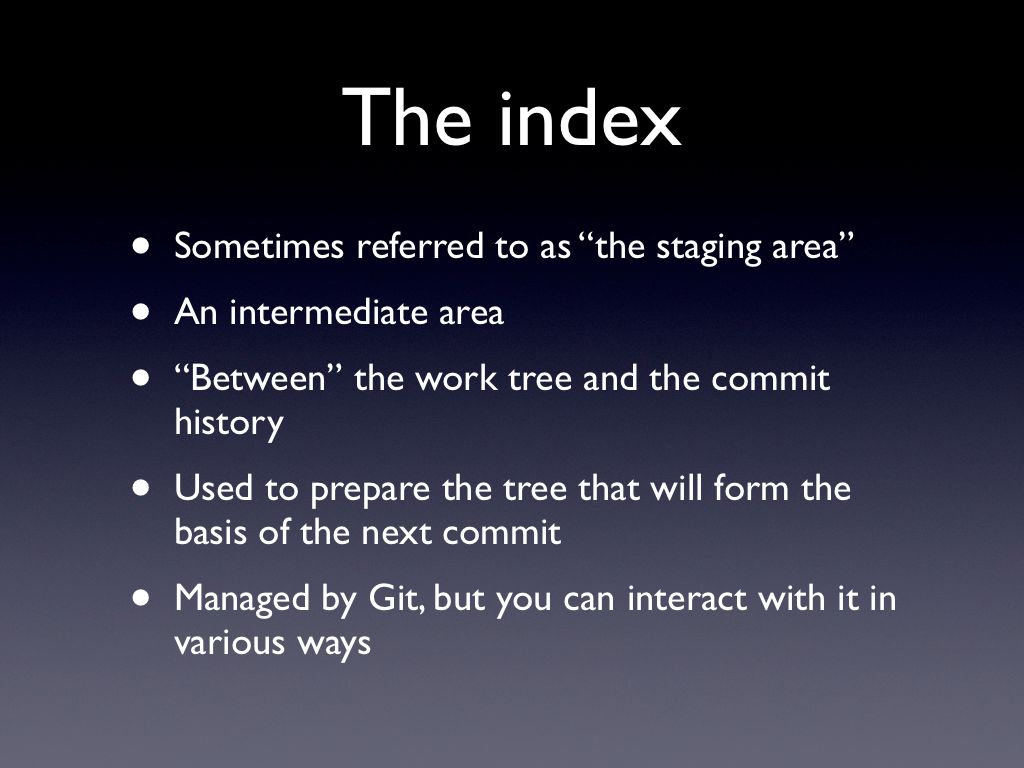 The index
• Sometimes referred to as “the staging area”
• An intermediate area
• “Between” the work tree and the commit
history
• Used to prepare the tree that will form the
basis of the next commit
• Managed by Git, but you can interact with it in
various ways